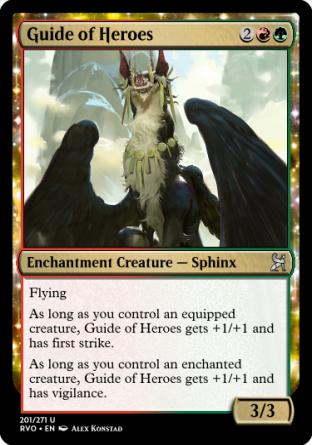 Guide of Heroes 2
Enchantment Creature — Sphinx
Flying
As long as you control an equipped
creature, Guide of Heroes gets +1/+1 and
has first strike.
As long as you control an enchanted
creature, Guide of Heroes gets +1/+1 and
has vigilance.
3/3
201/271 U
RVO • EN Alex Konstad